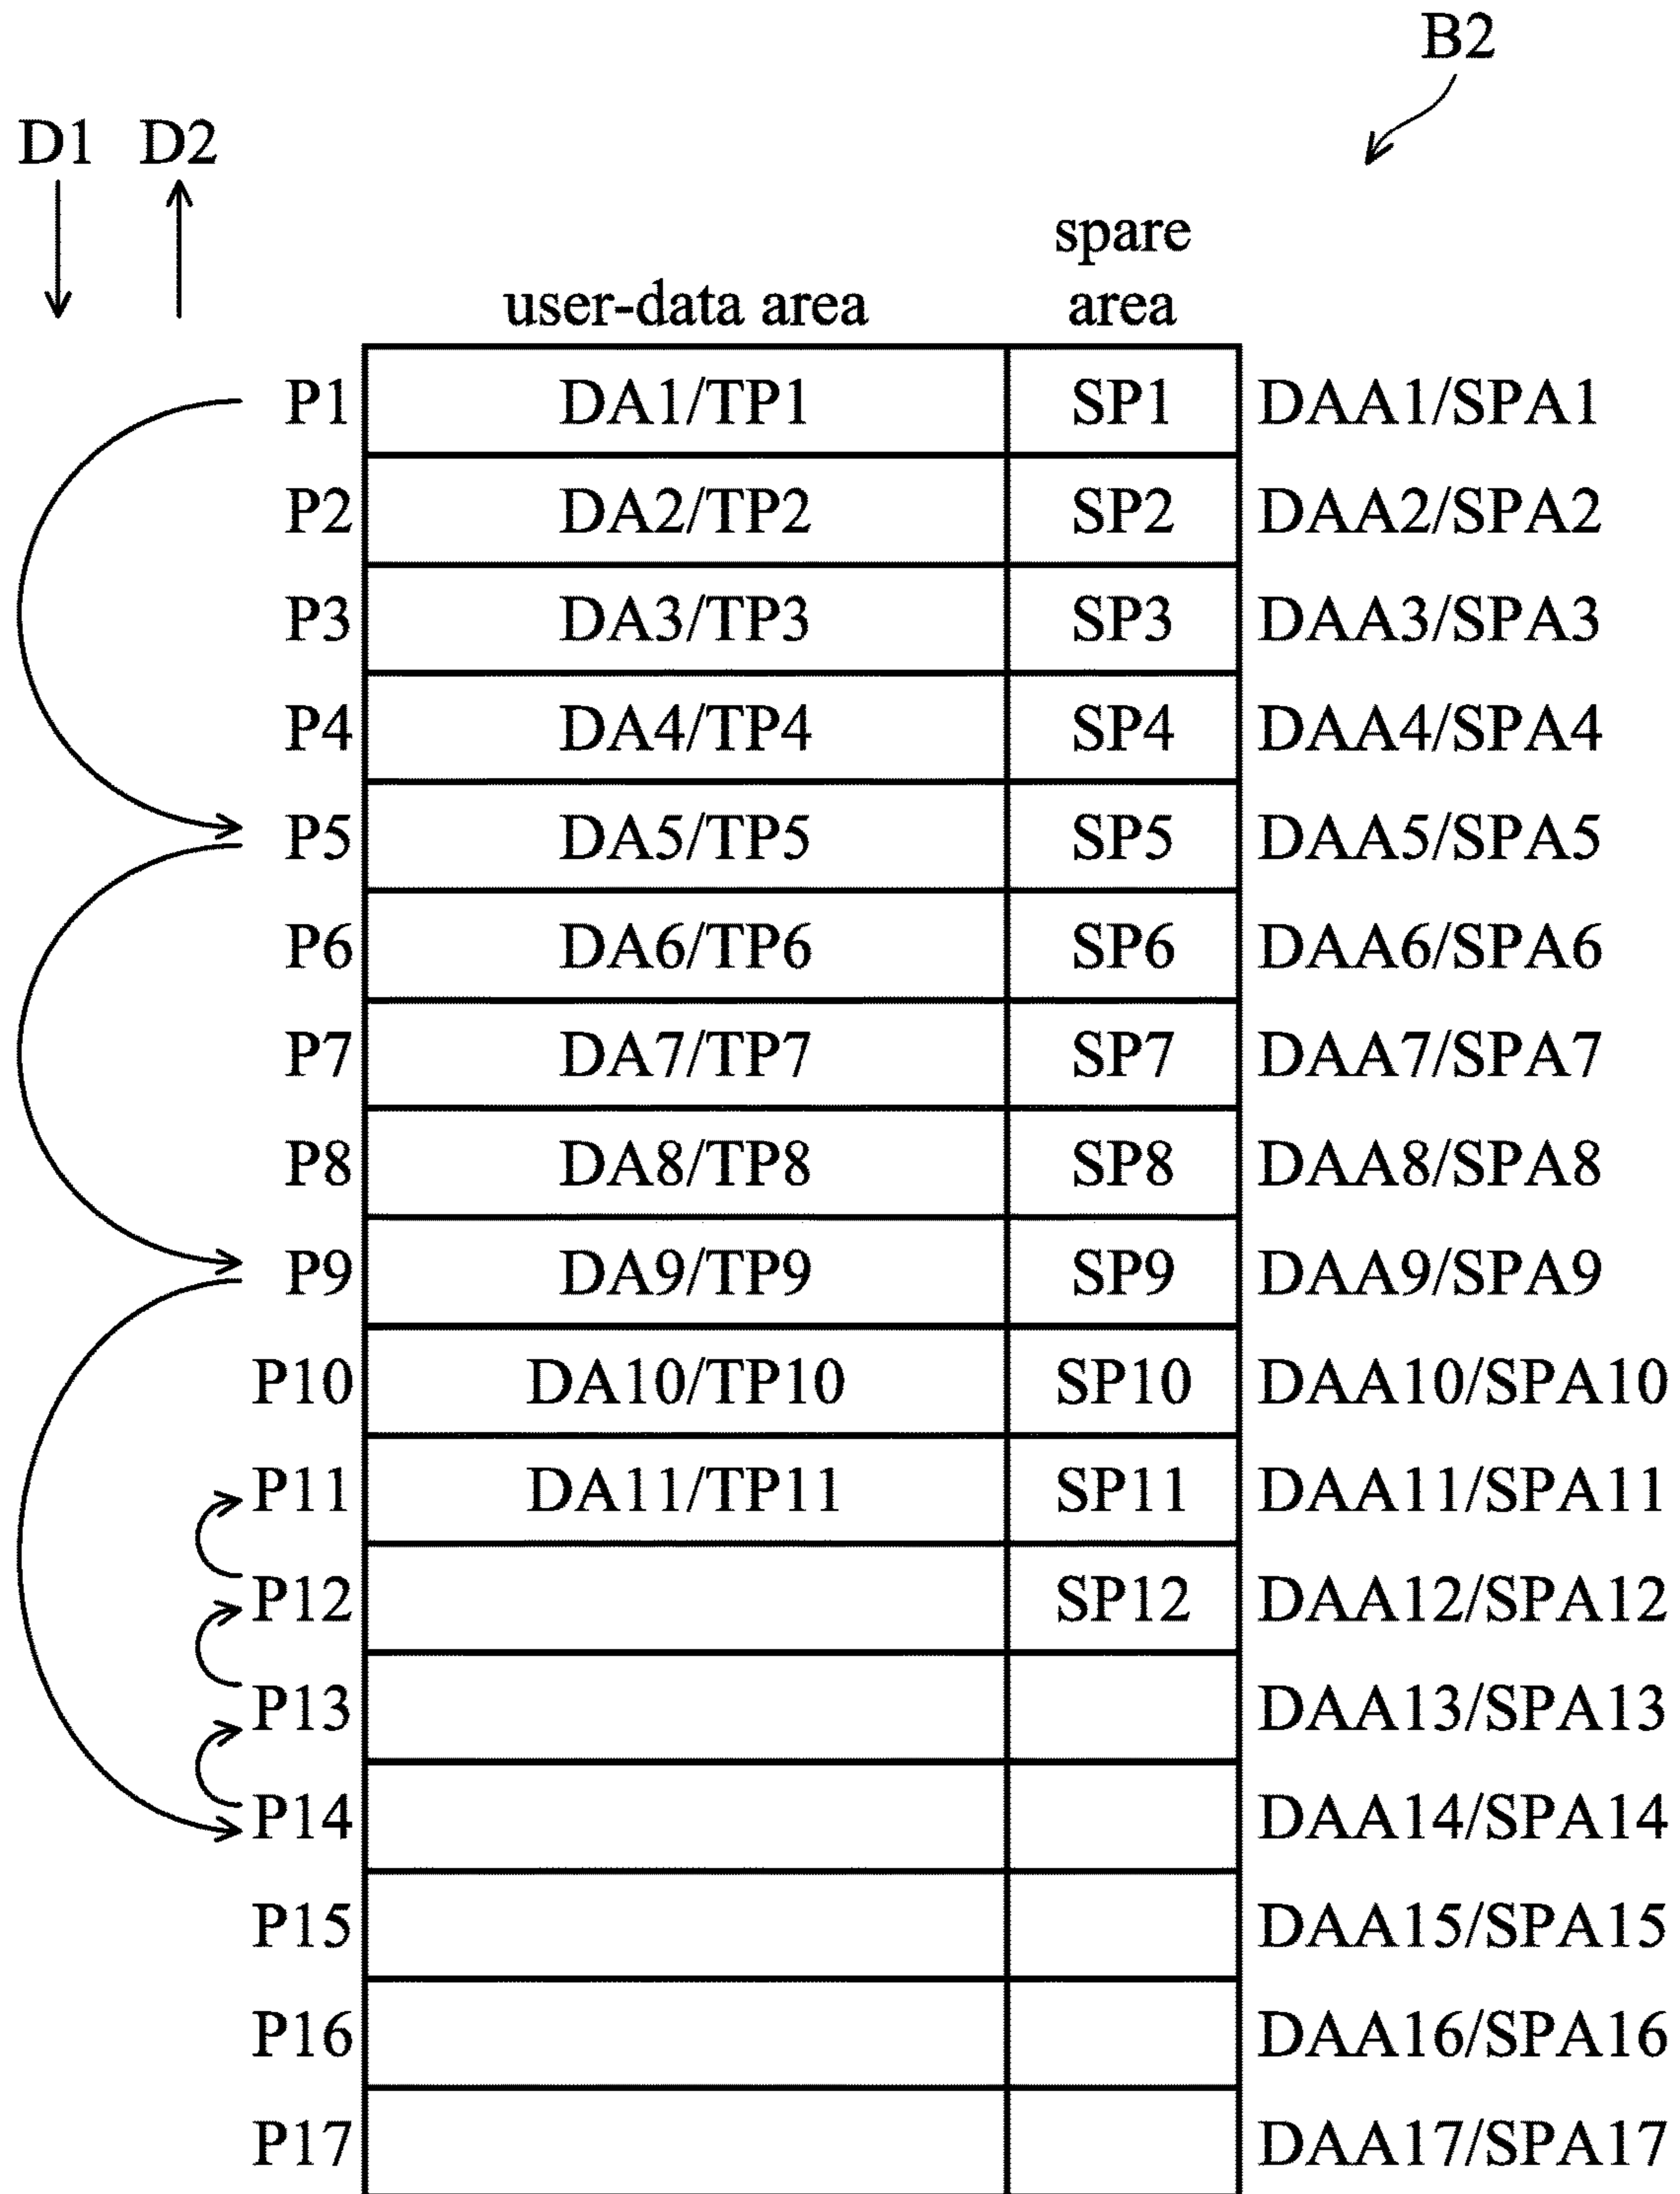 B2
D1 D2
spare
user-data area area
P1 DA1/TP1 SP1 DAA1/SPA1
P2 DA2/TP2 SP2 DAA2/SPA2
P3 DA3/TP3 SP3 DAA3/SPA3
P4 DA4/TP4 SP4 DAA4/SPA4
P5 DA5/TP5 SP5 DAA5/SPA5
P6 DA6/TP6 SP6 DAA6/SPA6
P7 DA7/TP7 SP7 DAA7/SPA7
P8 DA8/TP8 SP8 DAA8/SPA8
P9 DA9/TP9 SP9 DAA9/SPA9
P10 DA10/TP10 SP10 DAA10/SPA10
P11 DA11/TP11 SP11 DAA11/SPA11
P12 SP12 DAA12/SPA12
P13 DAA13/SPA13
P14 DAA14/SPA14
P15 DAA15/SPA15
P16 DAA16/SPA16
P17 DAA17/SPA17